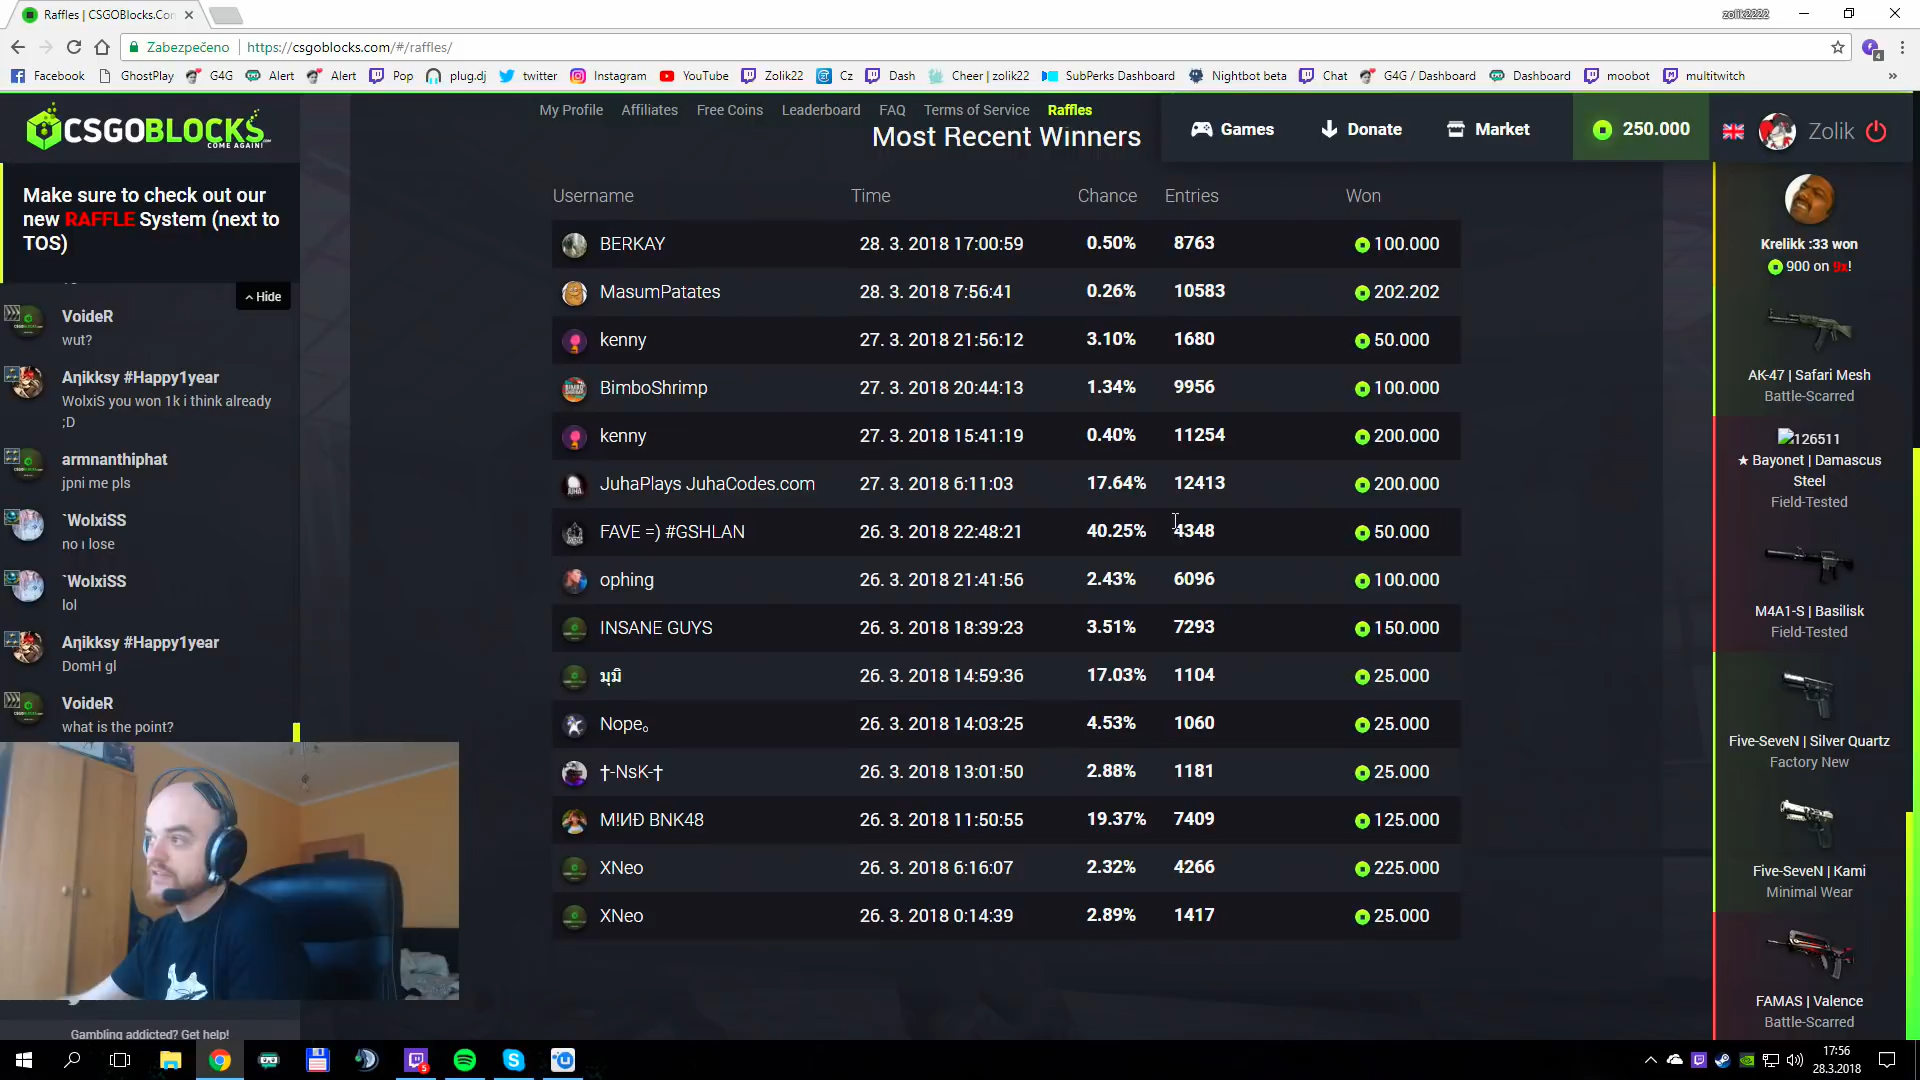 Raffles | CSGOBlocks.Con
zolik2222
Zabezpečeno
https://csgoblocks.com/#/raffles/
Facebook GhostPlay G4G Alert Alert Pop plug.dj twitter Instagram YouTube Zolik22 Cz Dash Cheer | zolik22 SubPerks Dashboard Nightbot beta Chat G4G / Dashboard Dashboard moobot multitwitch
CSGOBLOCKS.COM
COME AGAIN!
My Profile Affiliates Free Coins Leaderboard FAQ Terms of Service Raffles
Games Donate Market 250.000 Zolik
Make sure to check out our
new RAFFLE System (next to
TOS)
Hide
VoideR
wut?
Aηikksy #Happy1year
WolxiS you won 1k i think already
;D
armnanthiphat
jpni me pls
`WolxiSS
no ı lose
`WolxiSS
lol
Aηikksy #Happy1year
DomH gl
VoideR
what is the point?
Gambling addicted? Get help!
Most Recent Winners
Username Time Chance Entries Won
BERKAY 28. 3. 2018 17:00:59 0.50% 8763 100.000
MasumPatates 28. 3. 2018 7:56:41 0.26% 10583 202.202
kenny 27. 3. 2018 21:56:12 3.10% 1680 50.000
BimboShrimp 27. 3. 2018 20:44:13 1.34% 9956 100.000
kenny 27. 3. 2018 15:41:19 0.40% 11254 200.000
JuhaPlays JuhaCodes.com 27. 3. 2018 6:11:03 17.64% 12413 200.000
FAVE =) #GSHLAN 26. 3. 2018 22:48:21 40.25% 4348 50.000
ophing 26. 3. 2018 21:41:56 2.43% 6096 100.000
INSANE GUYS 26. 3. 2018 18:39:23 3.51% 7293 150.000
มุมิ 26. 3. 2018 14:59:36 17.03% 1104 25.000
Nope。 26. 3. 2018 14:03:25 4.53% 1060 25.000
†-NsK-† 26. 3. 2018 13:01:50 2.88% 1181 25.000
M!ИĐ BNK48 26. 3. 2018 11:50:55 19.37% 7409 125.000
XNeo 26. 3. 2018 6:16:07 2.32% 4266 225.000
XNeo 26. 3. 2018 0:14:39 2.89% 1417 25.000
Krelikk :33 won
900 on 9x!
AK-47 | Safari Mesh
Battle-Scarred
126511
★ Bayonet | Damascus
Steel
Field-Tested
M4A1-S | Basilisk
Field-Tested
Five-SeveN | Silver Quartz
Factory New
Five-SeveN | Kami
Minimal Wear
FAMAS | Valence
Battle-Scarred
17:56
28.3.2018